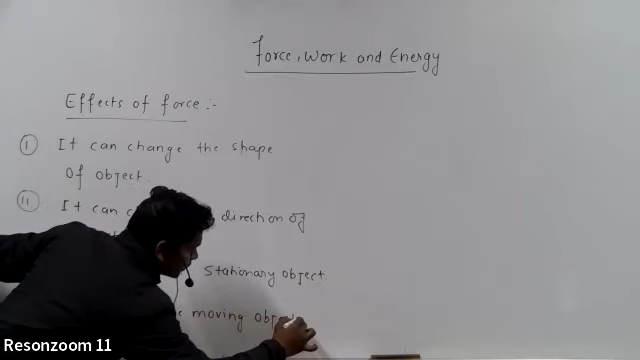 Force, Work and Energy
Effects of force :-
I It can change the shape
of object.
II It can direction of
Stationary object.
moving obj
Resonzoom 11